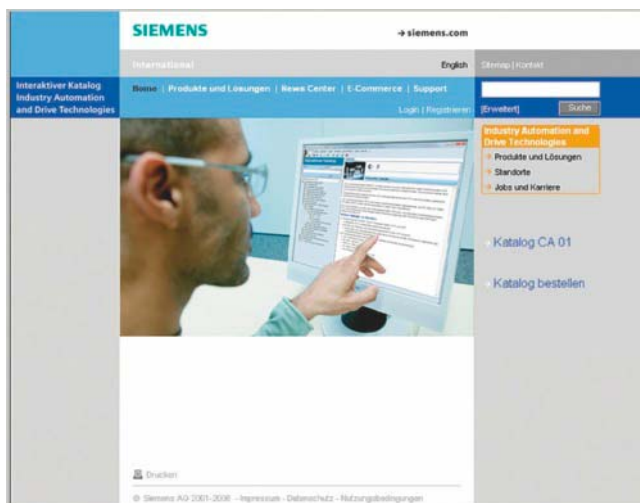 SIEMENS
→ siemens.com
International
English
Sitemap | Kontakt
Interaktiver Katalog
Industry Automation
and Drive Technologies
Home | Produkte und Lösungen | News Center | E-Commerce | Support
Login | Registrieren
[Erweitert]
Suche
Industry Automation and
Drive Technologies
→ Produkte und Lösungen
→ Standorte
→ Jobs und Karriere
Katalog CA 01
Katalog bestellen
Drucken
© Siemens AG 2001-2008 - Impressum - Datenschutz - Nutzungsbedingungen